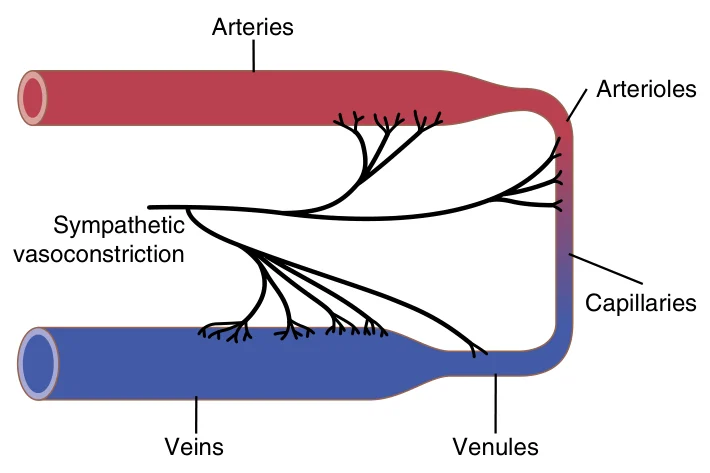 Arteries
Arterioles
Sympathetic
vasoconstriction
Capillaries
Veins
Venules